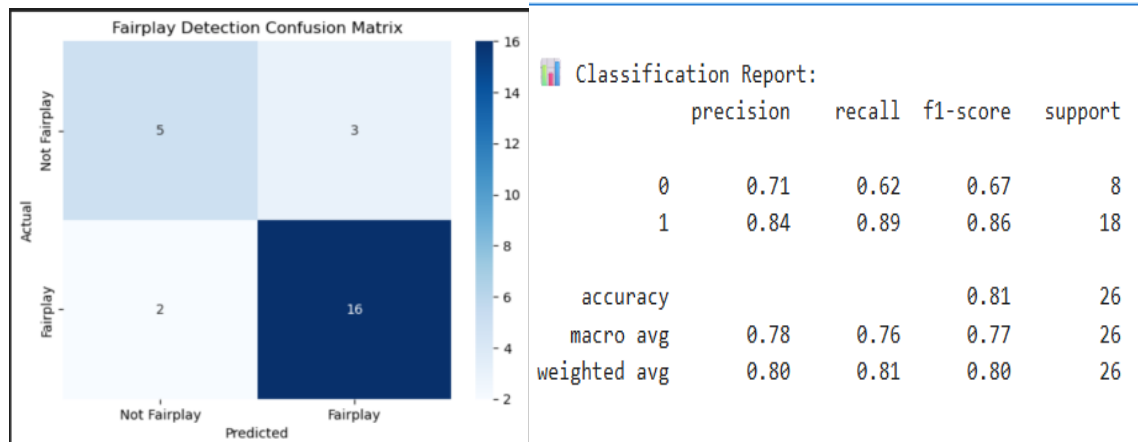 Fairplay Detection Confusion Matrix
Actual
Not Fairplay
Fairplay
5 3
2 16
Not Fairplay Fairplay
Predicted
16
14
12
10
8
6
4
2
Classification Report:
precision recall f1-score support
0 0.71 0.62 0.67 8
1 0.84 0.89 0.86 18
accuracy 0.81 26
macro avg 0.78 0.76 0.77 26
weighted avg 0.80 0.81 0.80 26